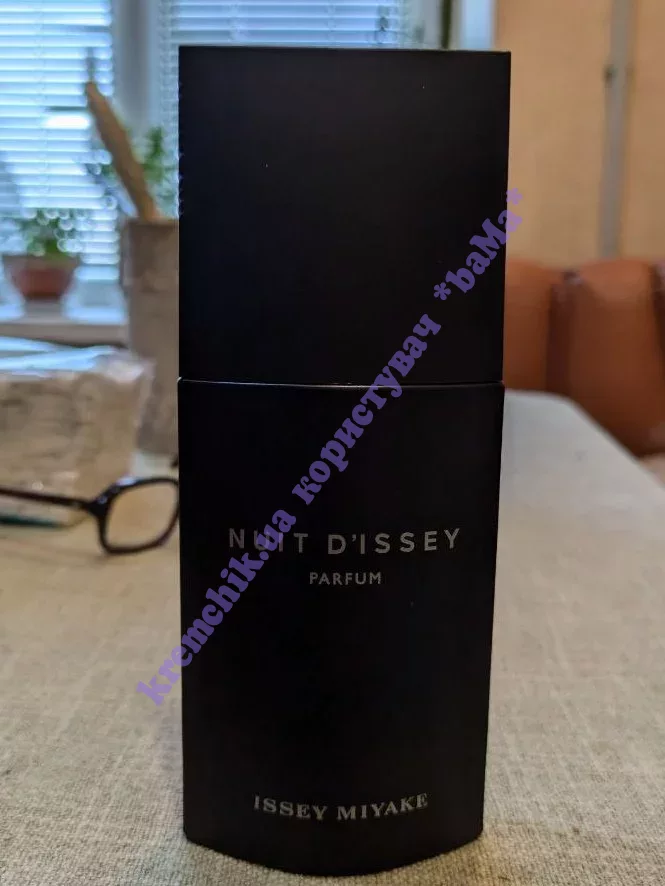 NUIT D'ISSEY
PARFUM
ISSEY MIYAKE
kremchik.ua користувач *baMa*